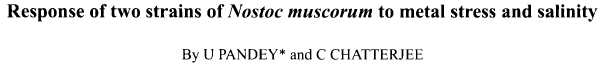 Response of two strains of Nostoc muscorum to metal stress and salinity
By U PANDEY* and C CHATTERJEE